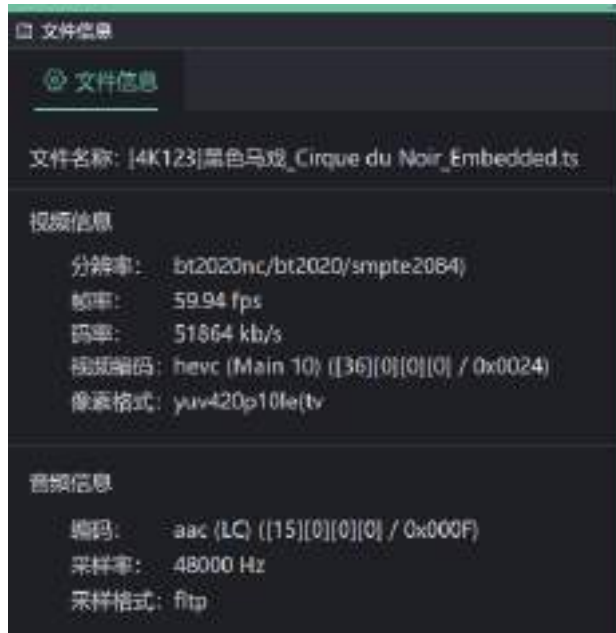 文件信息
文件信息
文件名称: [4K123]黑色马戏_Cirque du Noir_Embedded.ts
视频信息
分辨率: bt2020nc/bt2020/smpte2084)
帧率: 59.94 fps
码率: 51864 kb/s
视频编码: hevc (Main 10) ([36][0][0][0] / 0x0024)
像素格式: yuv420p10le(tv
音频信息
编码: aac (LC) ([15][0][0][0] / 0x000F)
采样率: 48000 Hz
采样格式: fltp